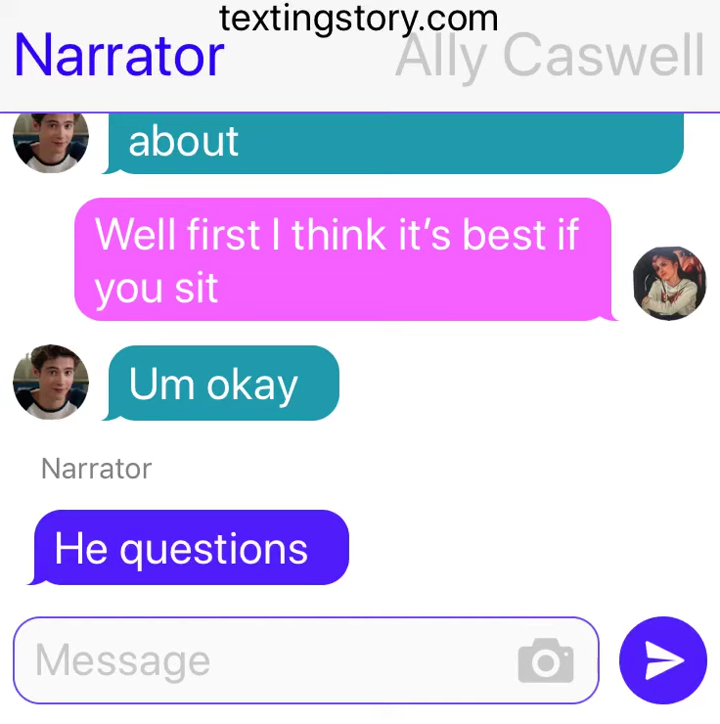 textingstory.com
Narrator
Ally Caswell
about
Well first I think it’s best if
you sit
Um okay
Narrator
He questions
Message